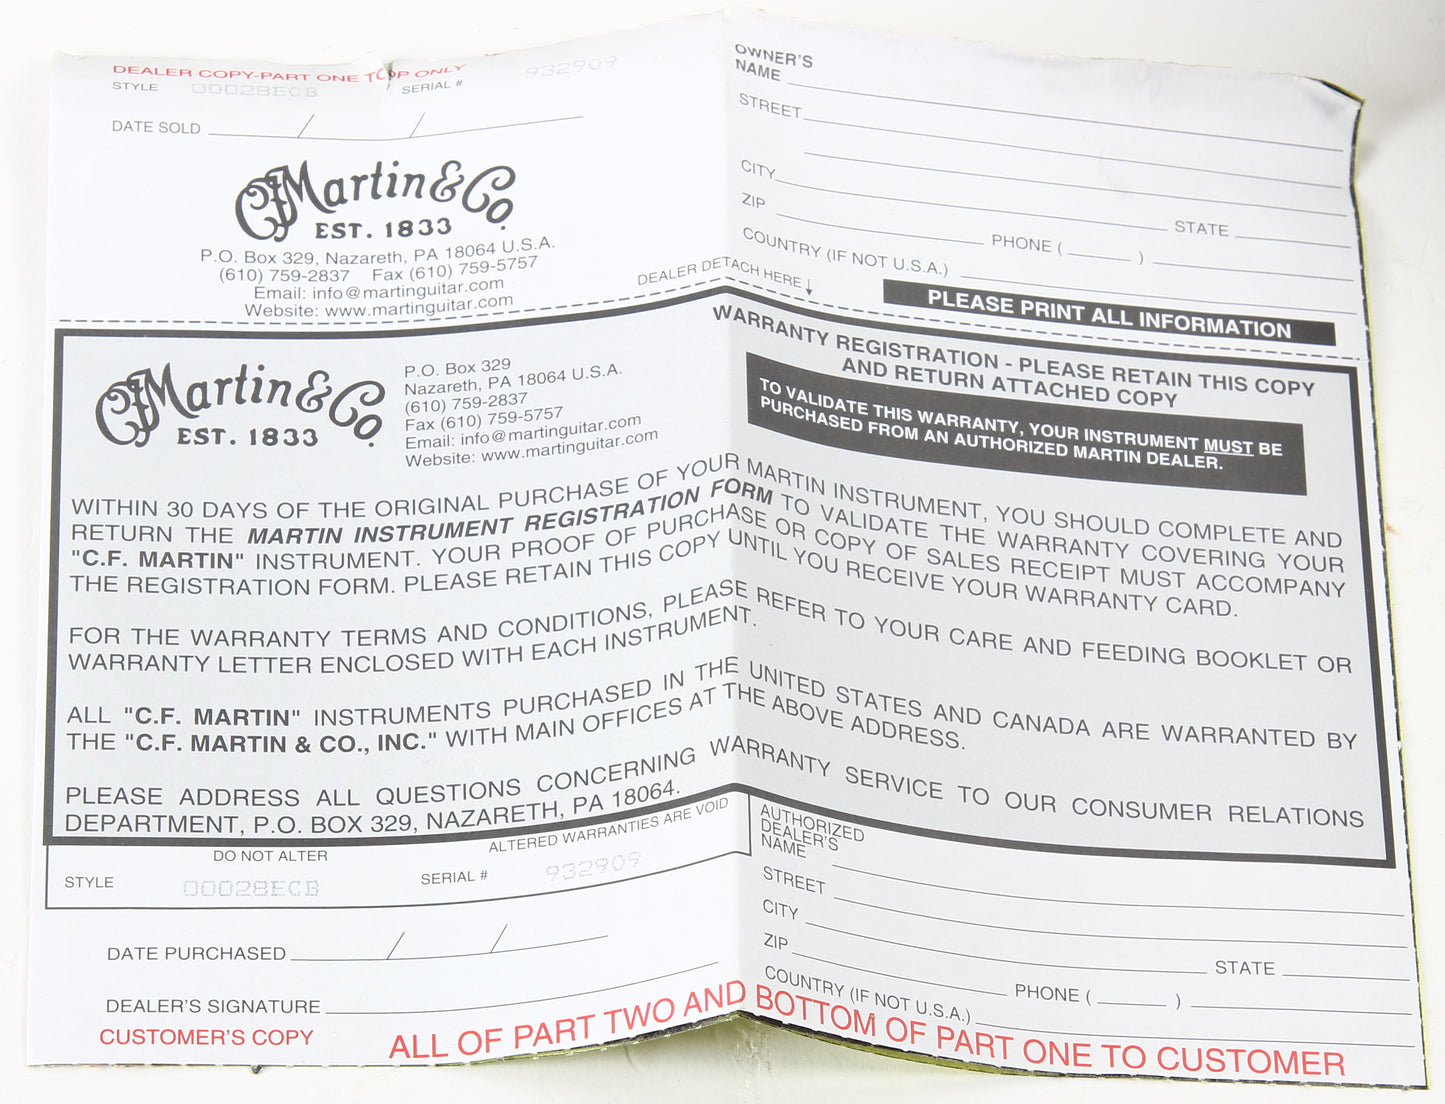 DEALER COPY-PART ONE TOP ONLY
STYLE 00028ECB SERIAL # 932909
DATE SOLD ____/____/____
CF Martin & Co.
EST. 1833
P.O. Box 329, Nazareth, PA 18064 U.S.A.
(610) 759-2837 Fax (610) 759-5757
Email: info@martinguitar.com
Website: www.martinguitar.com
OWNER'S
NAME
STREET
CITY
STATE
ZIP
PHONE ( )
COUNTRY (IF NOT U.S.A.)
DEALER DETACH HERE ↓
PLEASE PRINT ALL INFORMATION
CF Martin & Co.
EST. 1833
P.O. Box 329
Nazareth, PA 18064 U.S.A.
(610) 759-2837
Fax (610) 759-5757
Email: info@martinguitar.com
Website: www.martinguitar.com
WARRANTY REGISTRATION - PLEASE RETAIN THIS COPY
AND RETURN ATTACHED COPY
TO VALIDATE THIS WARRANTY, YOUR INSTRUMENT MUST BE
PURCHASED FROM AN AUTHORIZED MARTIN DEALER.
WITHIN 30 DAYS OF THE ORIGINAL PURCHASE OF YOUR MARTIN INSTRUMENT, YOU SHOULD COMPLETE AND
RETURN THE MARTIN INSTRUMENT REGISTRATION FORM TO VALIDATE THE WARRANTY COVERING YOUR
"C.F. MARTIN" INSTRUMENT. YOUR PROOF OF PURCHASE OR COPY OF SALES RECEIPT MUST ACCOMPANY
THE REGISTRATION FORM. PLEASE RETAIN THIS COPY UNTIL YOU RECEIVE YOUR WARRANTY CARD.
FOR THE WARRANTY TERMS AND CONDITIONS, PLEASE REFER TO YOUR CARE AND FEEDING BOOKLET OR
WARRANTY LETTER ENCLOSED WITH EACH INSTRUMENT.
ALL "C.F. MARTIN" INSTRUMENTS PURCHASED IN THE UNITED STATES AND CANADA ARE WARRANTED BY
THE "C.F. MARTIN & CO., INC." WITH MAIN OFFICES AT THE ABOVE ADDRESS.
PLEASE ADDRESS ALL QUESTIONS CONCERNING WARRANTY SERVICE TO OUR CONSUMER RELATIONS
DEPARTMENT, P.O. BOX 329, NAZARETH, PA 18064.
DO NOT ALTER ALTERED WARRANTIES ARE VOID
STYLE 00028ECB SERIAL # 932909
DATE PURCHASED ____/____/____
DEALER'S SIGNATURE
CUSTOMER'S COPY
AUTHORIZED
DEALER'S
NAME
STREET
CITY
ZIP
STATE
COUNTRY (IF NOT U.S.A.)
PHONE ( )
ALL OF PART TWO AND BOTTOM OF PART ONE TO CUSTOMER